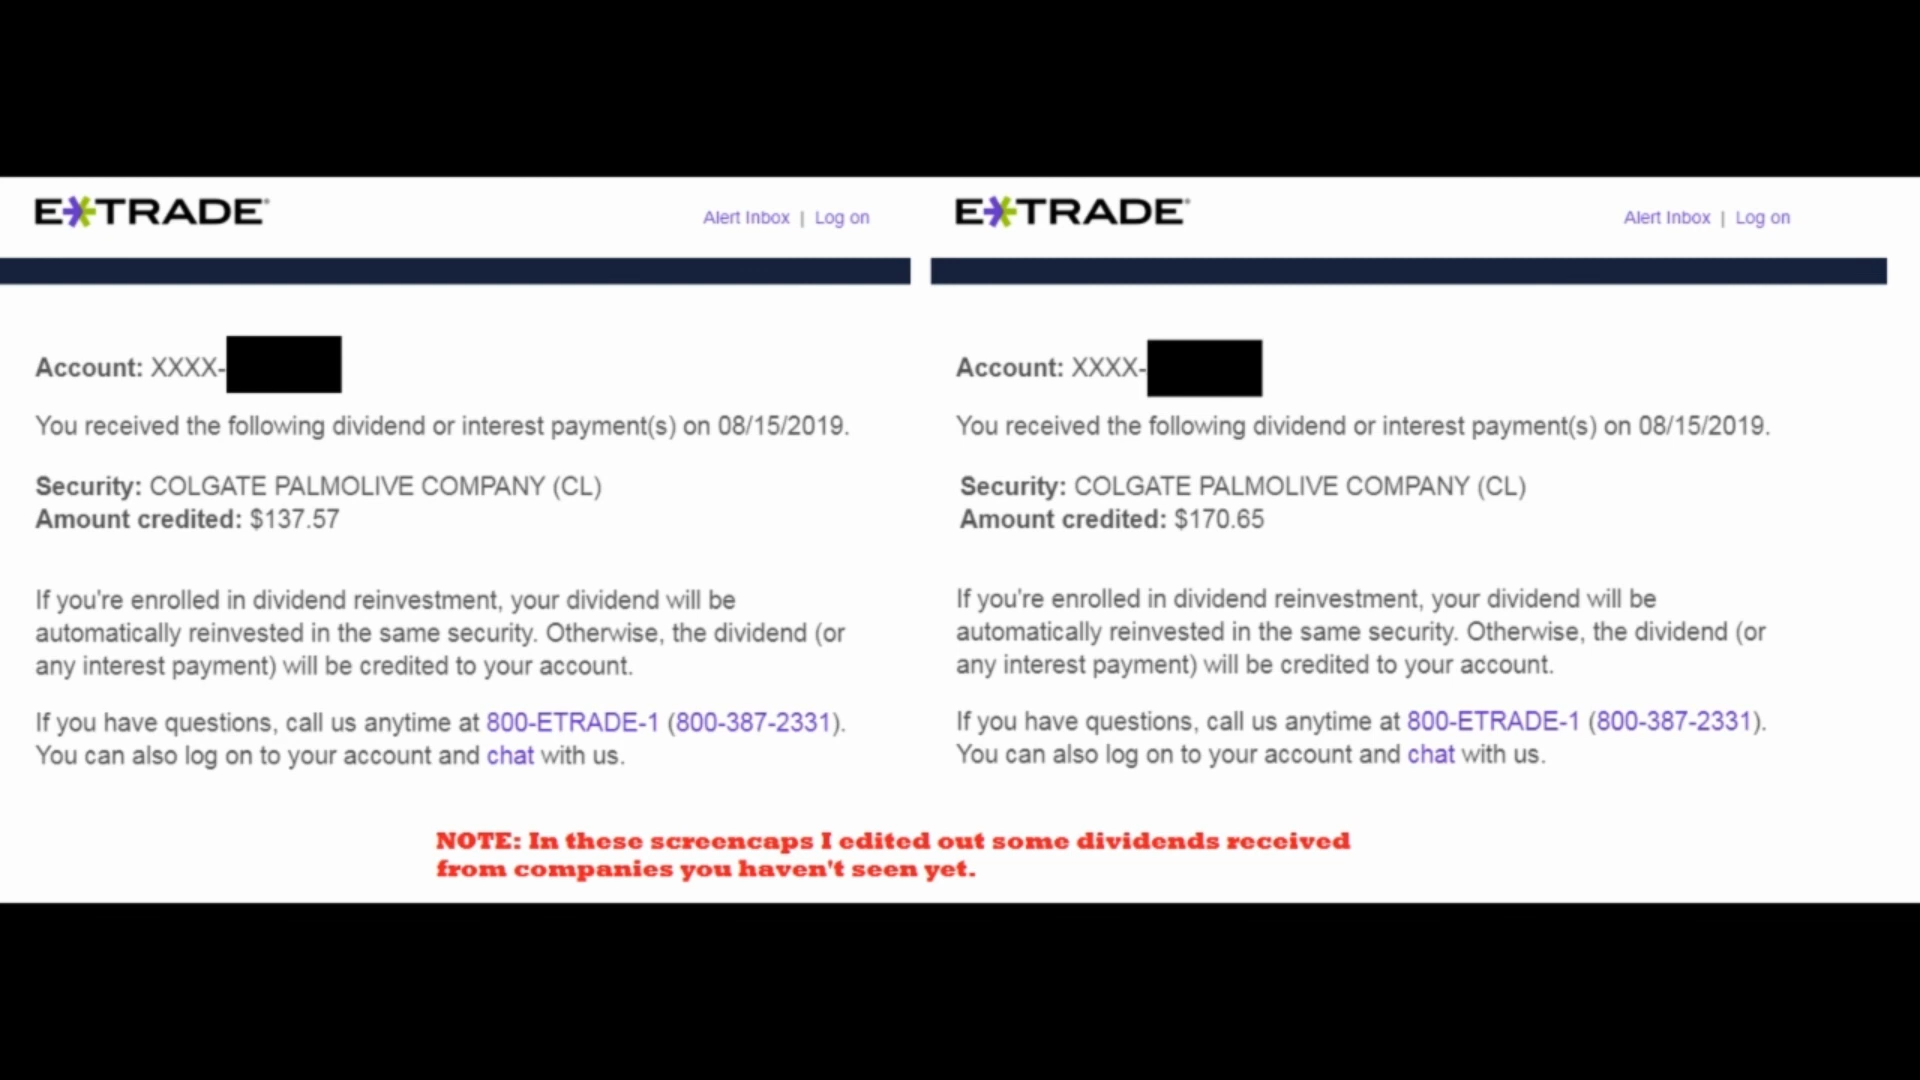 E*TRADE®
Alert Inbox | Log on
Account: XXXX-
You received the following dividend or interest payment(s) on 08/15/2019.
Security: COLGATE PALMOLIVE COMPANY (CL)
Amount credited: $137.57
If you're enrolled in dividend reinvestment, your dividend will be
automatically reinvested in the same security. Otherwise, the dividend (or
any interest payment) will be credited to your account.
If you have questions, call us anytime at 800-ETRADE-1 (800-387-2331).
You can also log on to your account and chat with us.
E*TRADE®
Alert Inbox | Log on
Account: XXXX-
You received the following dividend or interest payment(s) on 08/15/2019.
Security: COLGATE PALMOLIVE COMPANY (CL)
Amount credited: $170.65
If you're enrolled in dividend reinvestment, your dividend will be
automatically reinvested in the same security. Otherwise, the dividend (or
any interest payment) will be credited to your account.
If you have questions, call us anytime at 800-ETRADE-1 (800-387-2331).
You can also log on to your account and chat with us.
NOTE: In these screencaps I edited out some dividends received
from companies you haven't seen yet.